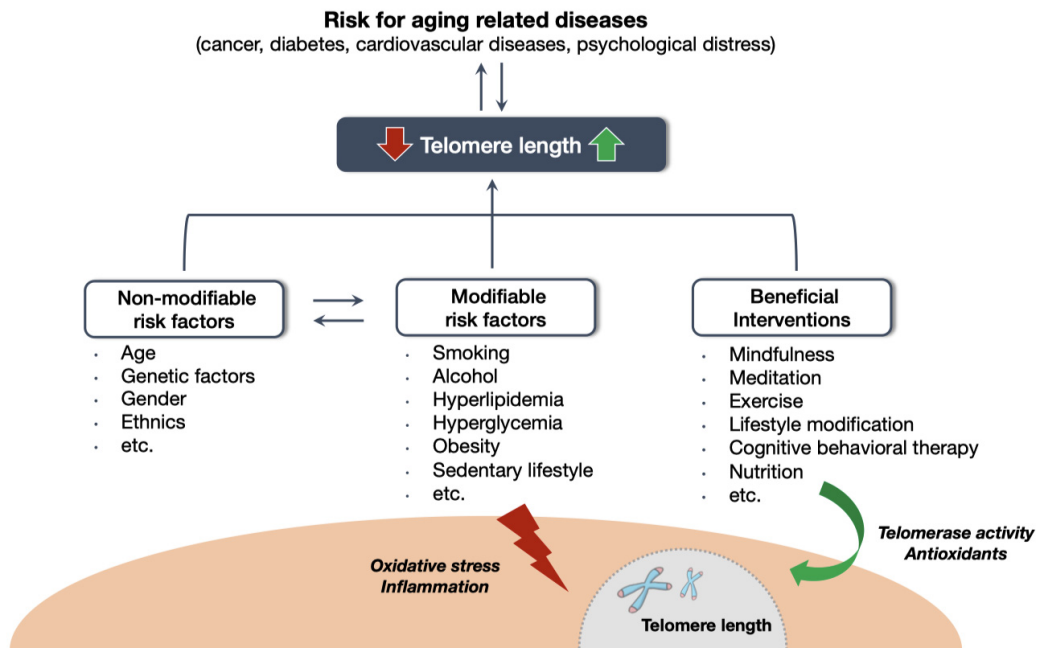 Risk for aging related diseases
(cancer, diabetes, cardiovascular diseases, psychological distress)
Telomere length
Non-modifiable
risk factors
· Age
· Genetic factors
· Gender
· Ethnics
· etc.
Modifiable
risk factors
· Smoking
· Alcohol
· Hyperlipidemia
· Hyperglycemia
· Obesity
· Sedentary lifestyle
· etc.
Beneficial
Interventions
· Mindfulness
· Meditation
· Exercise
· Lifestyle modification
· Cognitive behavioral therapy
· Nutrition
· etc.
Oxidative stress
Inflammation
Telomerase activity
Antioxidants
Telomere length